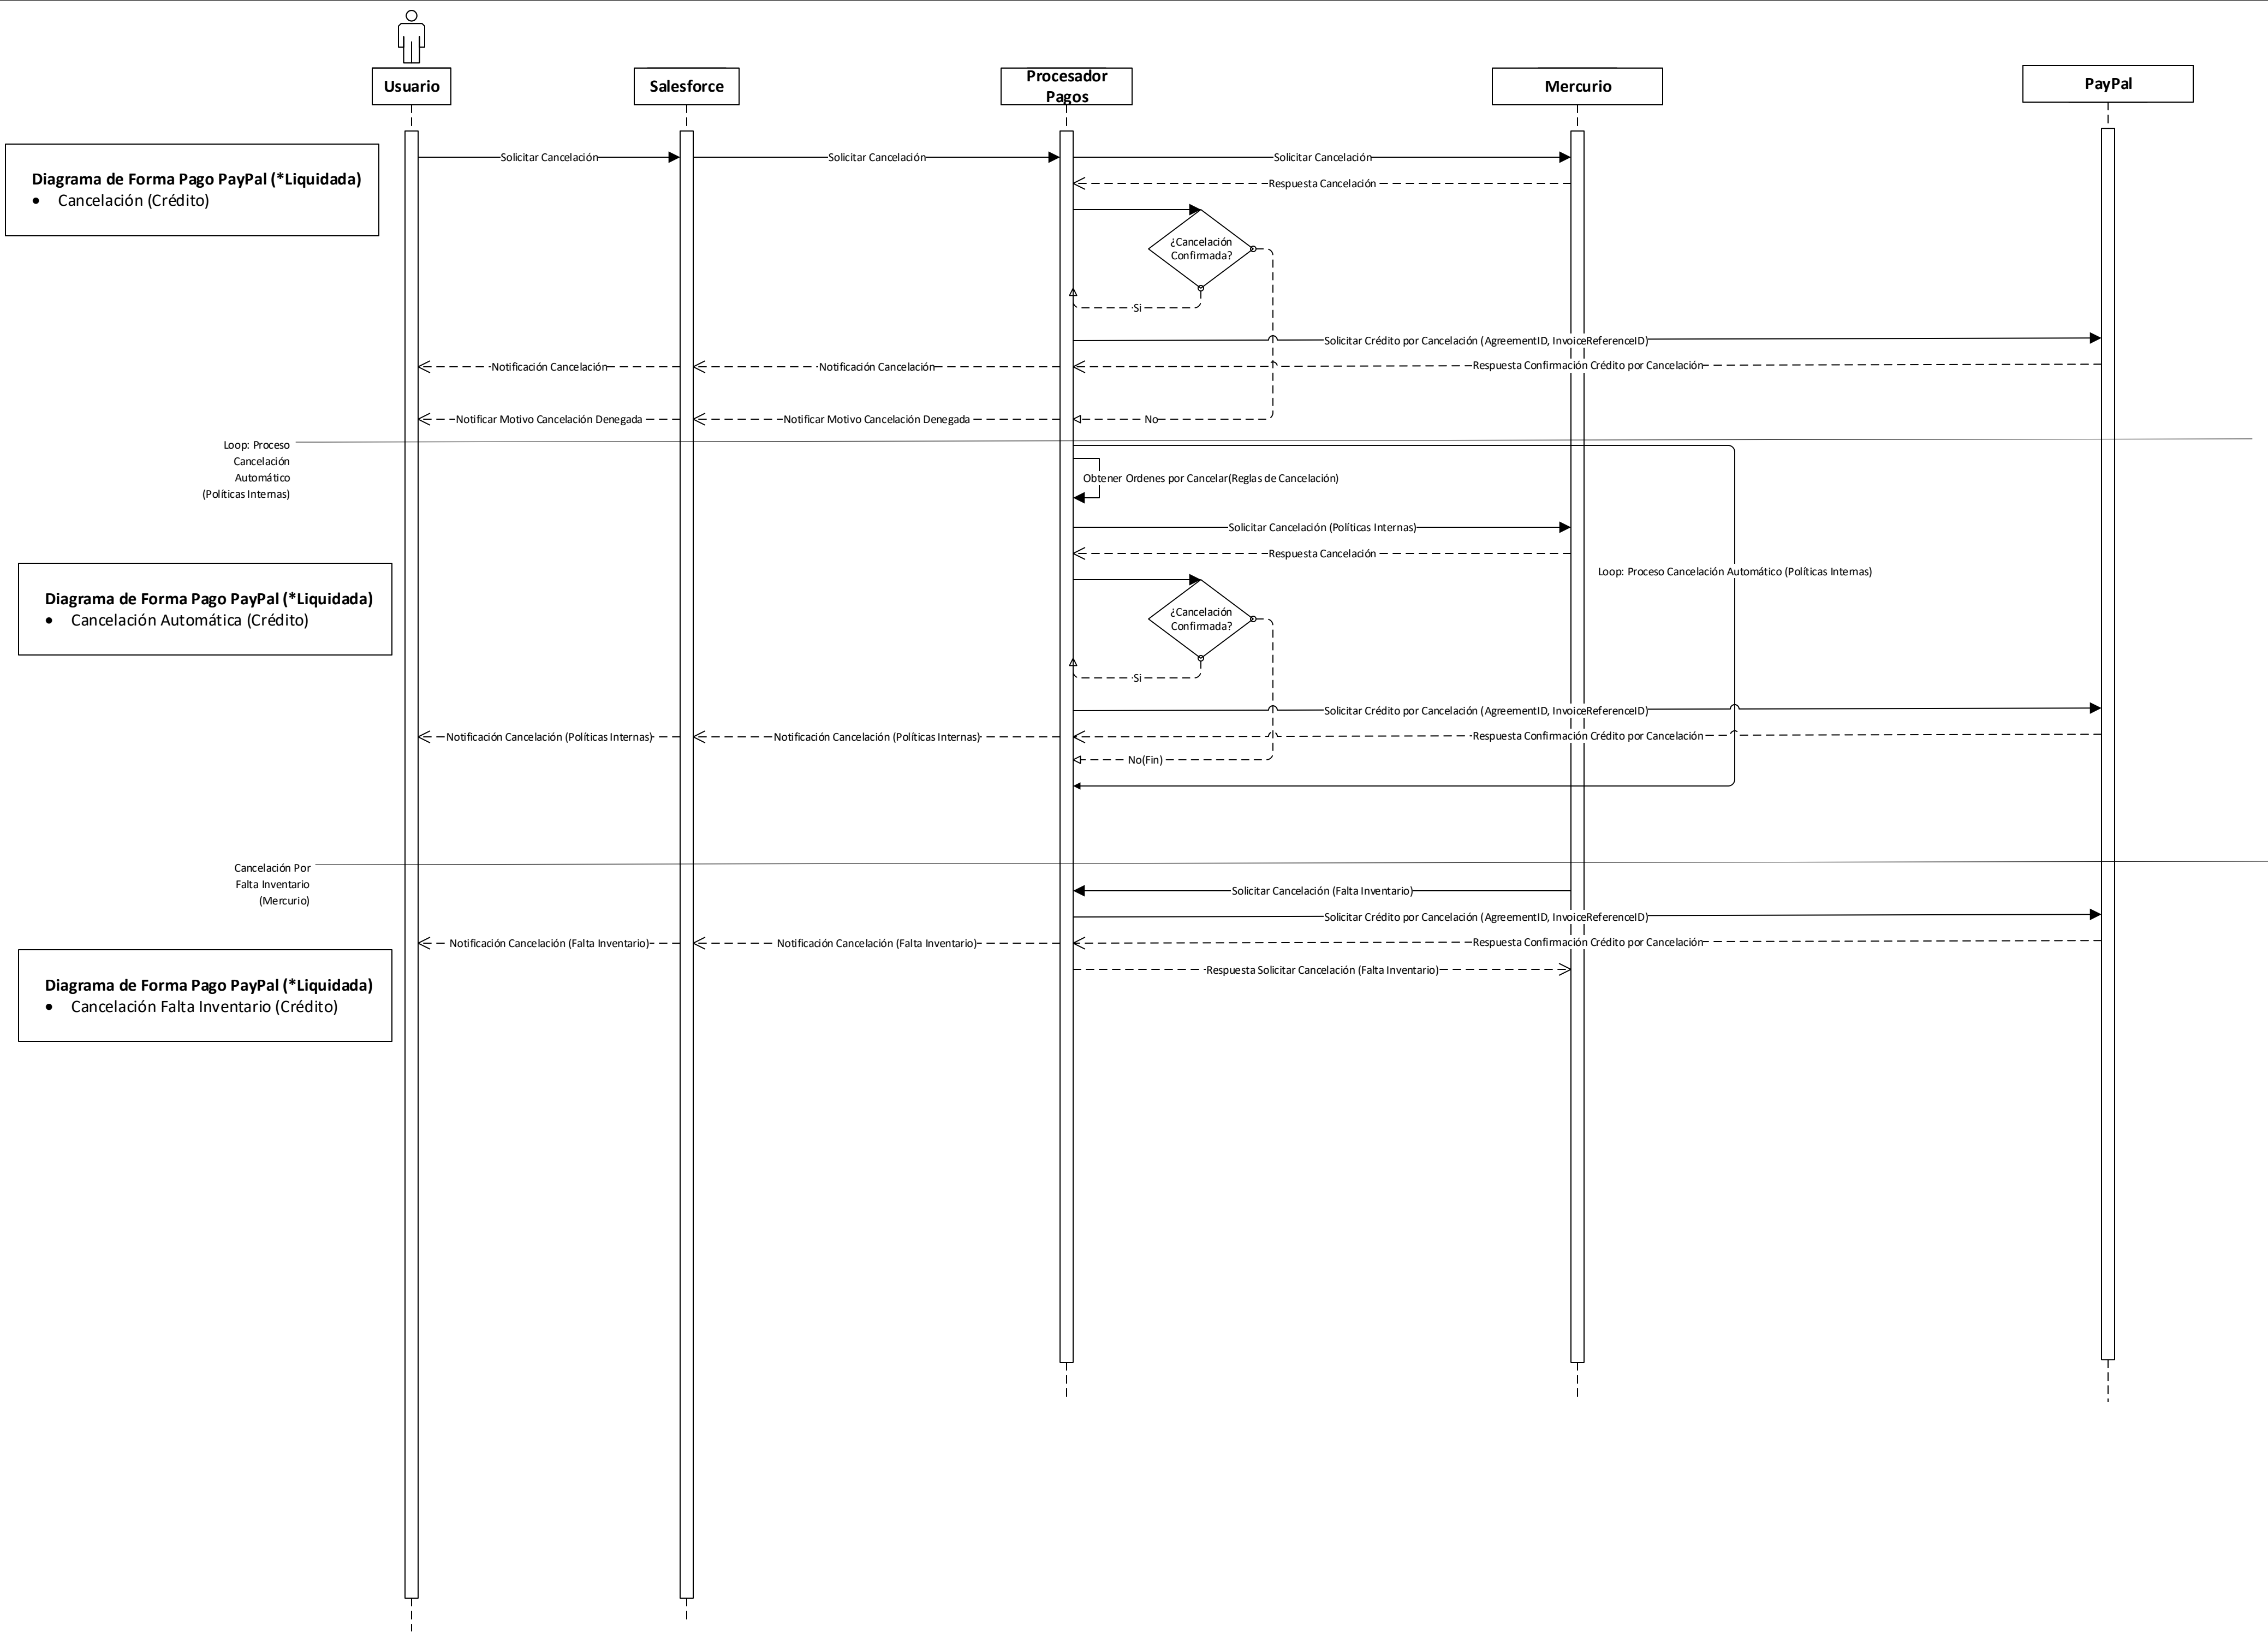 Usuario
Salesforce
Procesador
Pagos
Mercurio
PayPal
Solicitar Cancelación
Solicitar Cancelación
Solicitar Cancelación
Diagrama de Forma Pago PayPal (*Liquidada)
• Cancelación (Crédito)
Respuesta Cancelación
¿Cancelación
Confirmada?
Si
Solicitar Crédito por Cancelación (AgreementID, InvoiceReferenceID)
Notificación Cancelación
Notificación Cancelación
Respuesta Confirmación Crédito por Cancelación
Notificar Motivo Cancelación Denegada
Notificar Motivo Cancelación Denegada
No
Loop: Proceso
Cancelación
Automático
(Políticas Internas)
Obtener Ordenes por Cancelar(Reglas de Cancelación)
Solicitar Cancelación (Políticas Internas)
Respuesta Cancelación
Loop: Proceso Cancelación Automático (Políticas Internas)
Diagrama de Forma Pago PayPal (*Liquidada)
• Cancelación Automática (Crédito)
¿Cancelación
Confirmada?
Si
Solicitar Crédito por Cancelación (AgreementID, InvoiceReferenceID)
Notificación Cancelación (Políticas Internas)
Notificación Cancelación (Políticas Internas)
Respuesta Confirmación Crédito por Cancelación
No(Fin)
Cancelación Por
Falta Inventario
(Mercurio)
Solicitar Cancelación (Falta Inventario)
Solicitar Crédito por Cancelación (AgreementID, InvoiceReferenceID)
Notificación Cancelación (Falta Inventario)
Notificación Cancelación (Falta Inventario)
Respuesta Confirmación Crédito por Cancelación
Respuesta Solicitar Cancelación (Falta Inventario)
Diagrama de Forma Pago PayPal (*Liquidada)
• Cancelación Falta Inventario (Crédito)